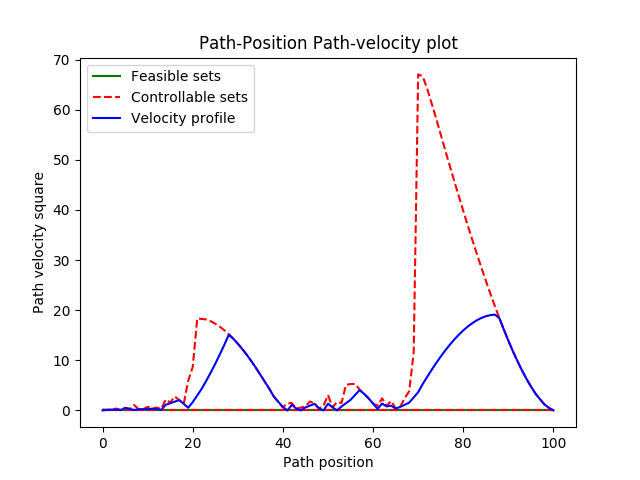 Path-Position Path-velocity plot
Feasible sets
Controllable sets
Velocity profile
Path velocity square
70
60
50
40
30
20
10
0
0 20 40 60 80 100
Path position